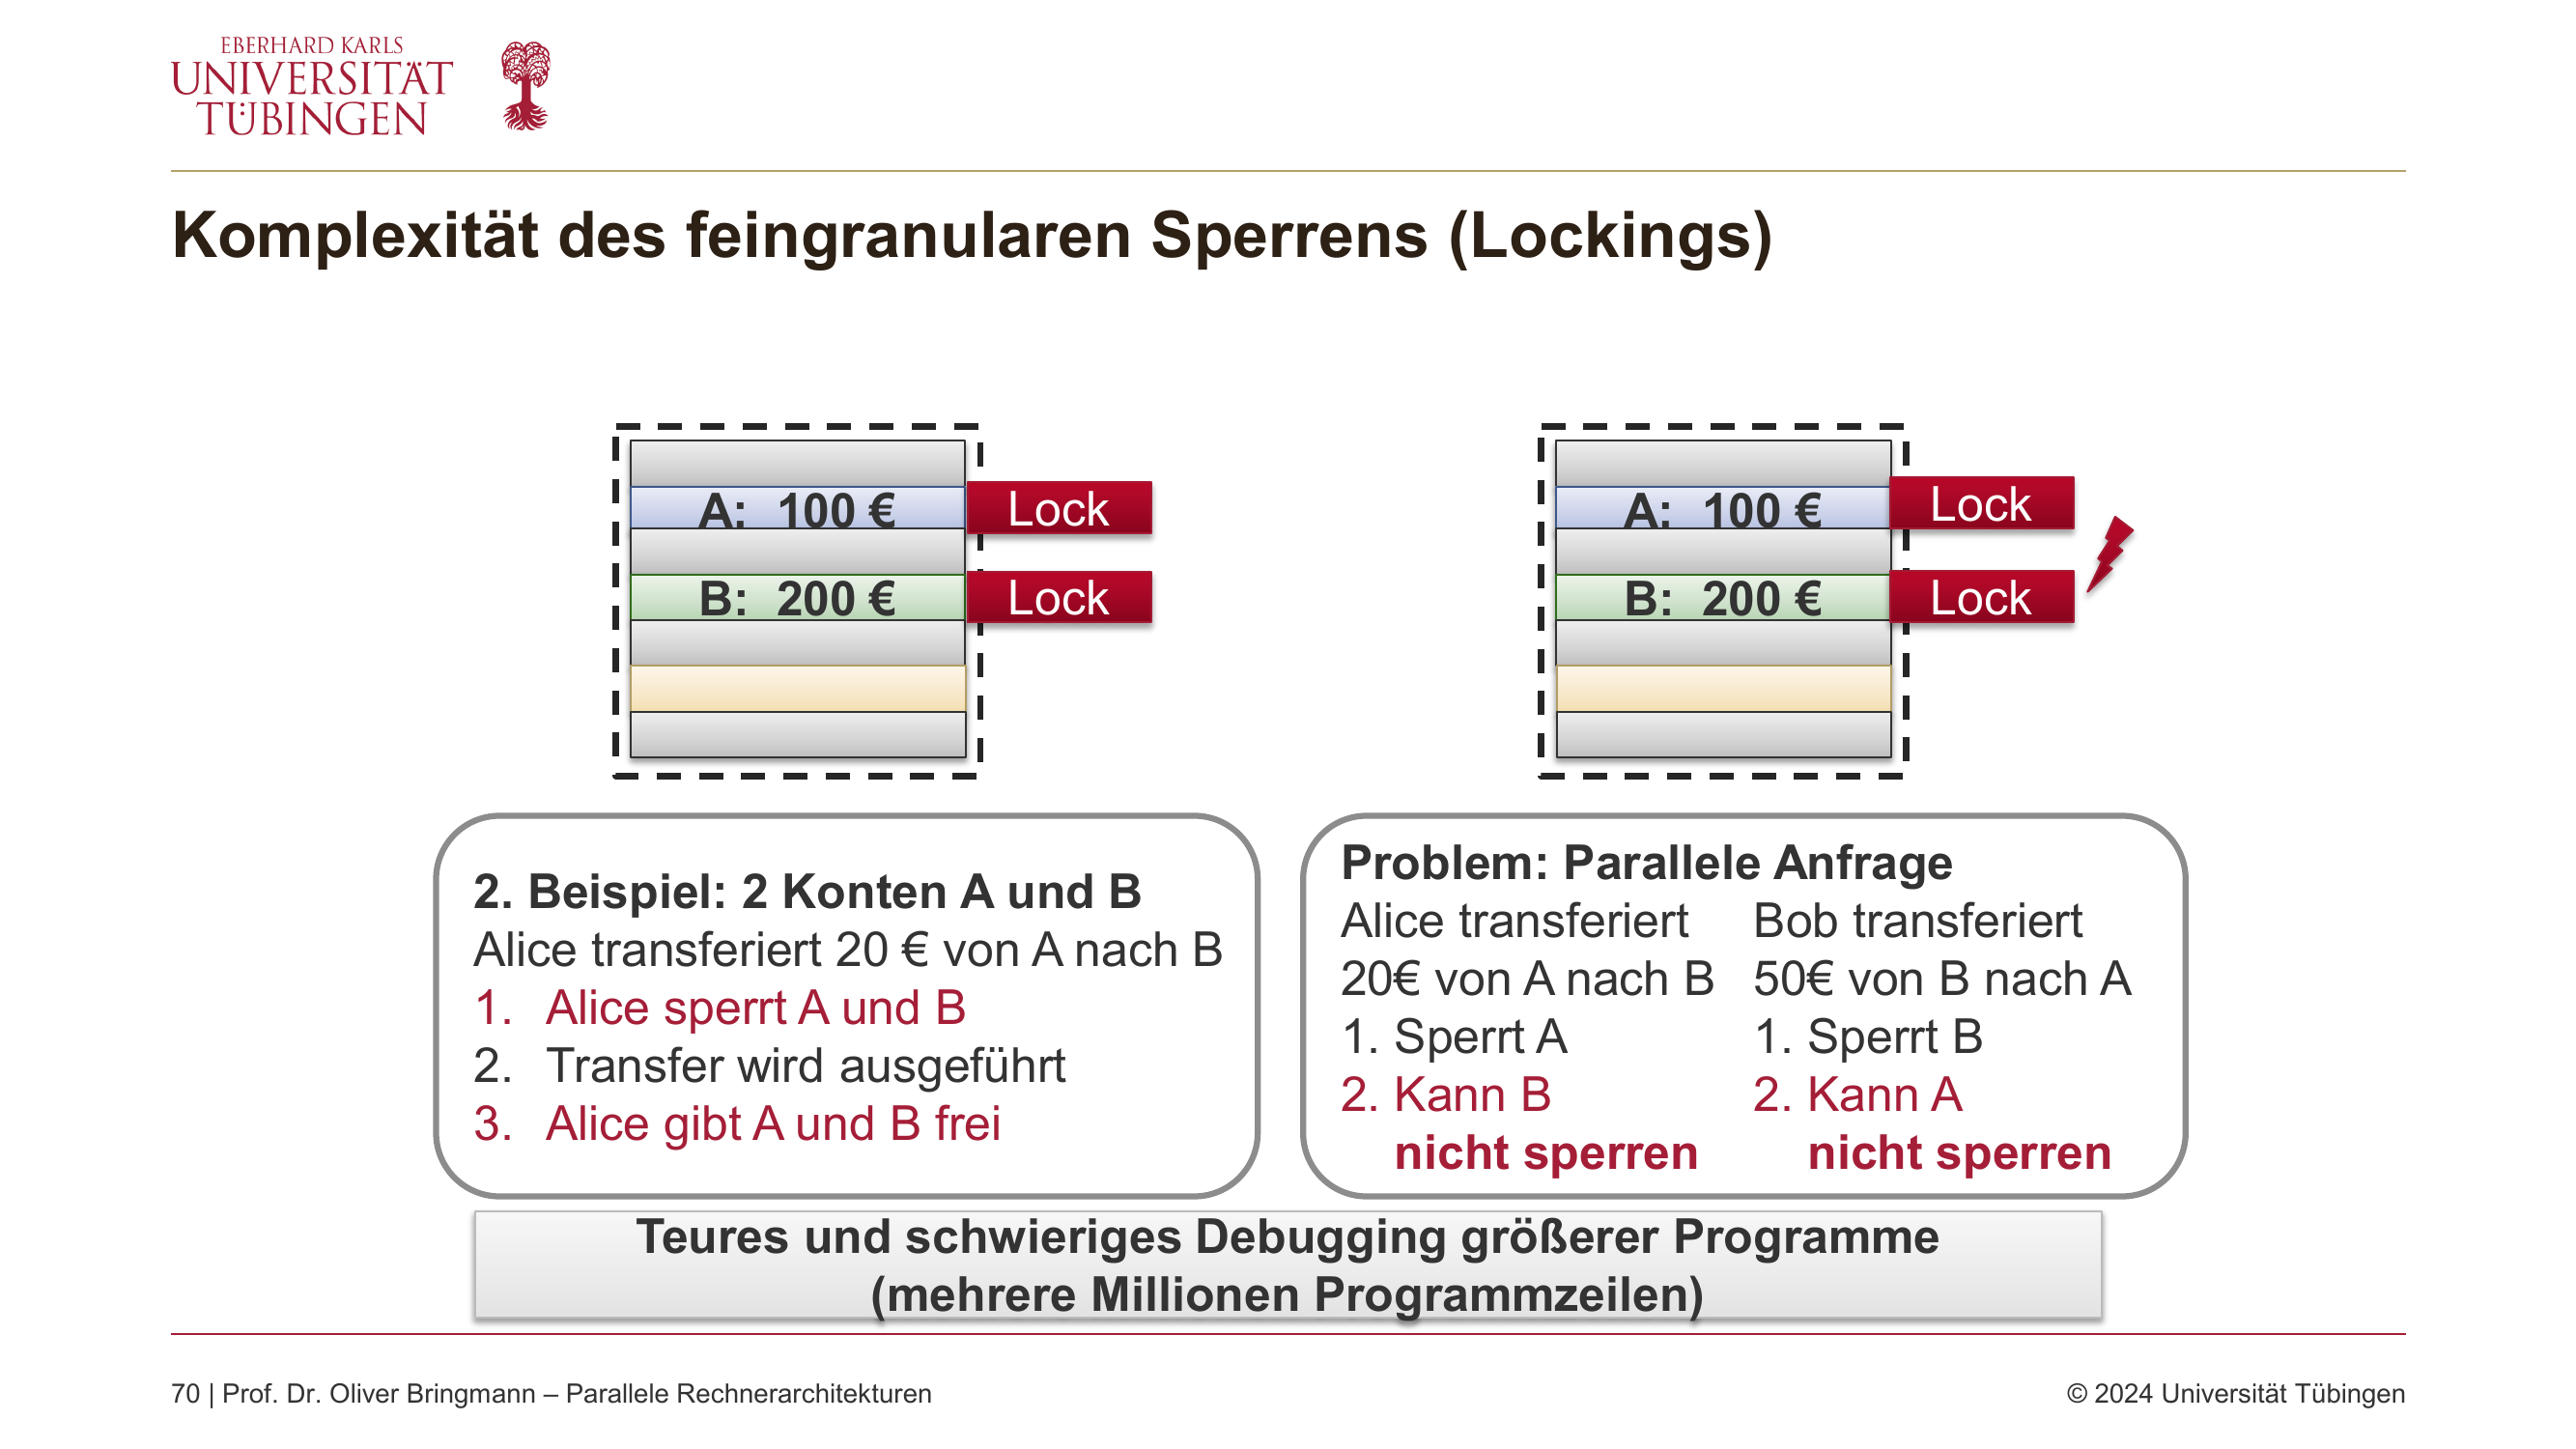 EBERHARD KARLS
UNIVERSITÄT
TÜBINGEN
Komplexität des feingranularen Sperrens (Lockings)
A: 100 €
Lock
B: 200 €
Lock
A: 100 €
Lock
B: 200 €
Lock
2. Beispiel: 2 Konten A und B
Alice transferiert 20 € von A nach B
1. Alice sperrt A und B
2. Transfer wird ausgeführt
3. Alice gibt A und B frei
Problem: Parallele Anfrage
Alice transferiert
20€ von A nach B
1. Sperrt A
2. Kann B
nicht sperren
Bob transferiert
50€ von B nach A
1. Sperrt B
2. Kann A
nicht sperren
Teures und schwieriges Debugging größerer Programme
(mehrere Millionen Programmzeilen)
70 | Prof. Dr. Oliver Bringmann – Parallele Rechnerarchitekturen
© 2024 Universität Tübingen